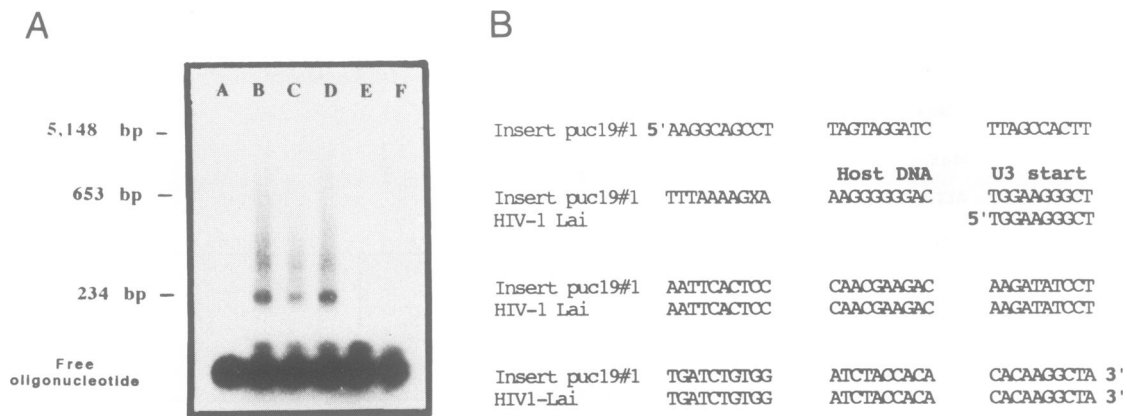 A
A B C D E F
5,148 bp –
653 bp –
234 bp –
Free
oligonucleotide
B
Insert puc19#1 5'AAGGCAGCCT TAGTAGGATC TTAGCCACTT
Host DNA U3 start
Insert puc19#1 TTTAAAAGXA AAGGGGGGAC TGGAAGGGCT
HIV-1 Lai 5'TGGAAGGGCT
Insert puc19#1 AATTCACTCC CAACGAAGAC AAGATATCCT
HIV-1 Lai AATTCACTCC CAACGAAGAC AAGATATCCT
Insert puc19#1 TGATCTGTGG ATCTACCACA CACAAGGCTA 3'
HIV1-Lai TGATCTGTGG ATCTACCACA CACAAGGCTA 3'